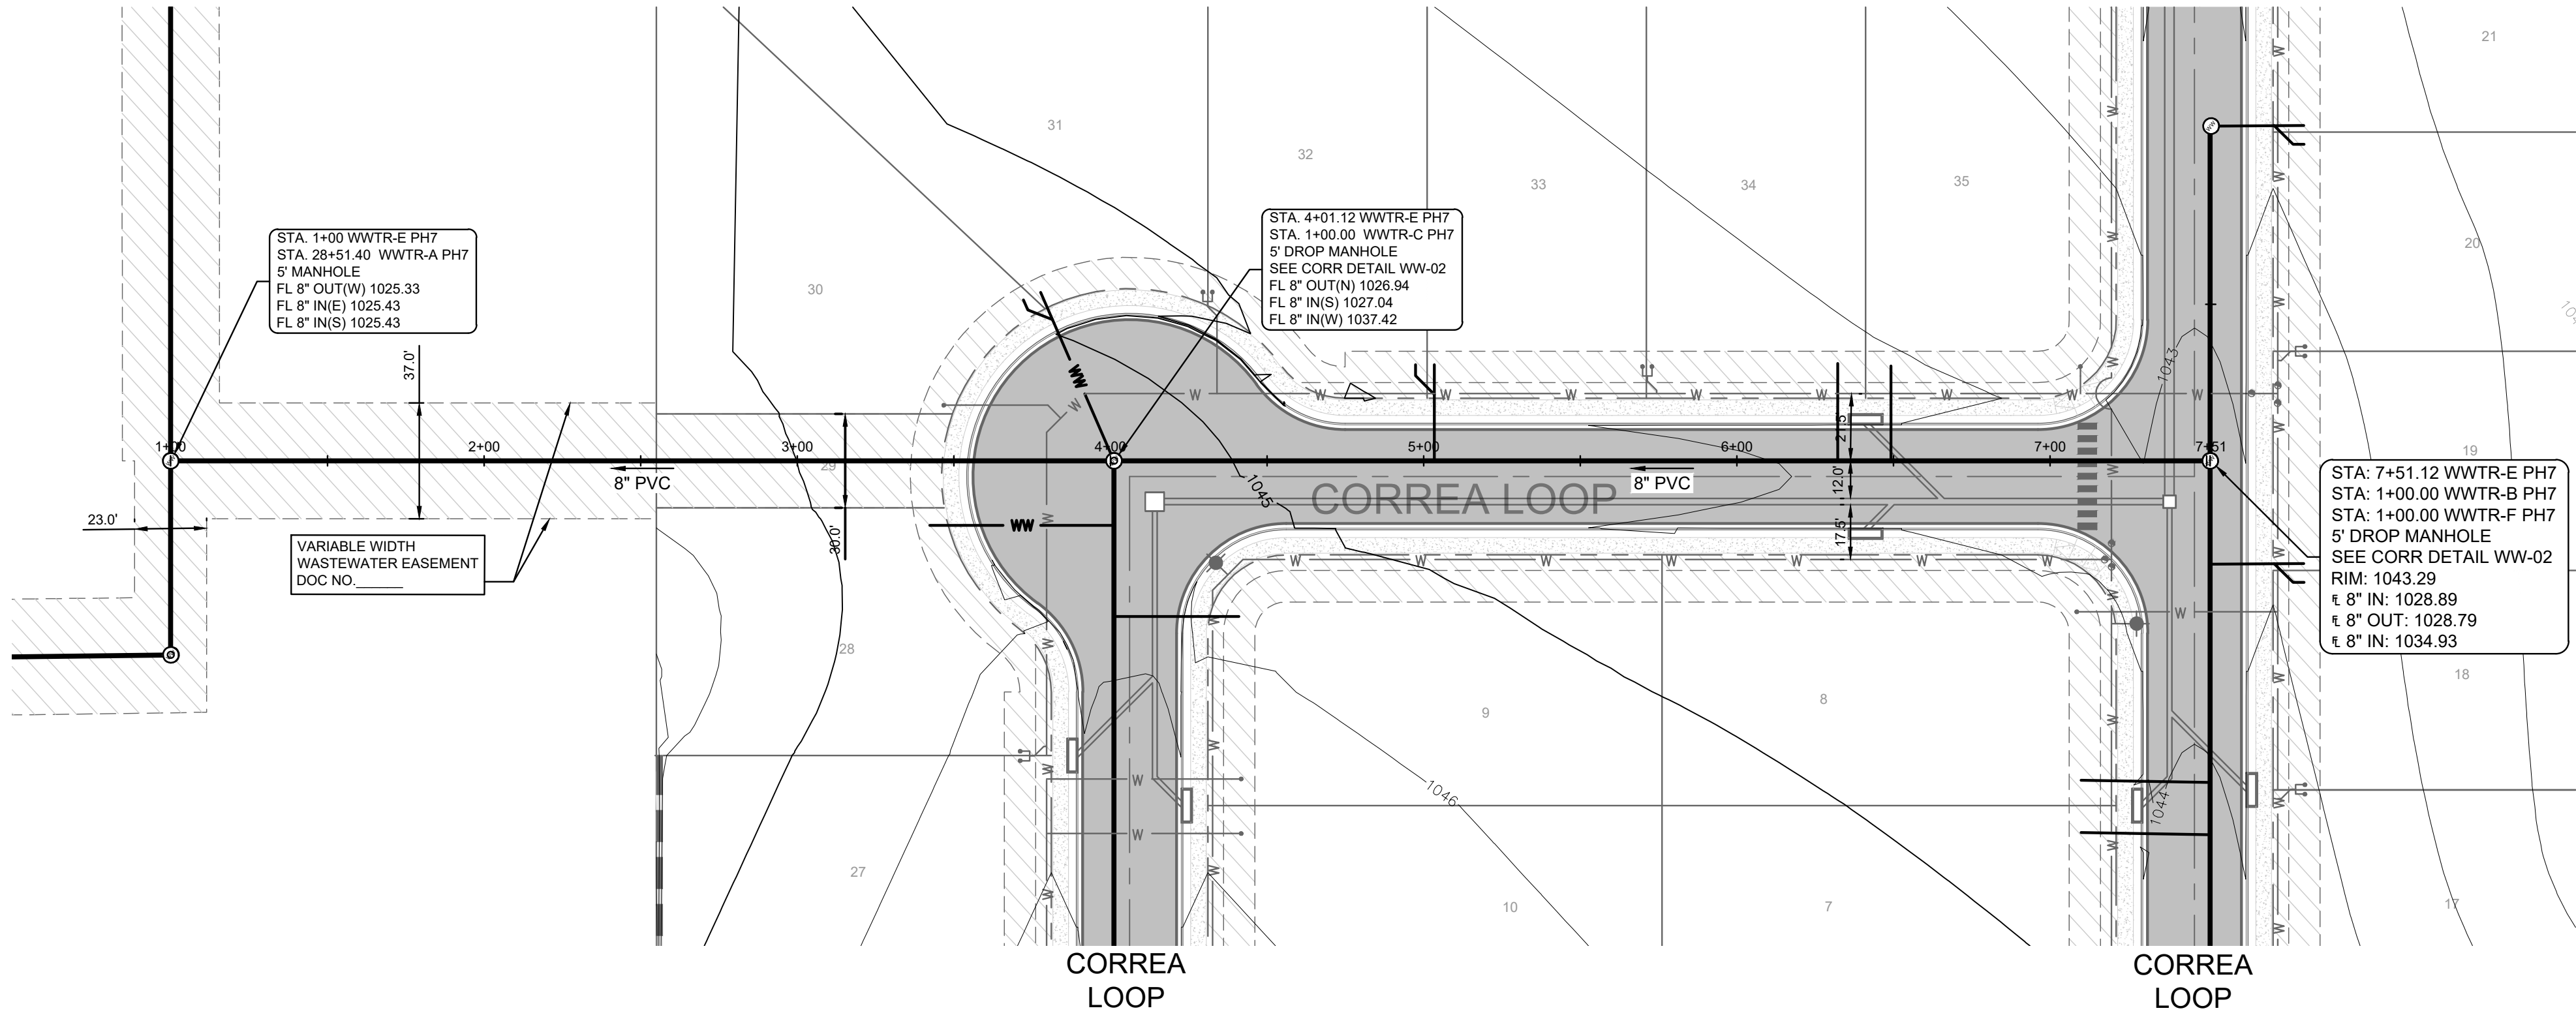 21
31
32
33
34
35
20
STA. 1+00 WWTR-E PH7
STA. 28+51.40 WWTR-A PH7
5' MANHOLE
FL 8" OUT(W) 1025.33
FL 8" IN(E) 1025.43
FL 8" IN(S) 1025.43
30
STA. 4+01.12 WWTR-E PH7
STA. 1+00.00 WWTR-C PH7
5' DROP MANHOLE
SEE CORR DETAIL WW-02
FL 8" OUT(N) 1026.94
FL 8" IN(S) 1027.04
FL 8" IN(W) 1037.42
37.0'
1043
WW
W W W W W W W W W
21.5'
1+00 2+00 3+00 4+00 5+00 6+00 7+00 7+51
29
19
8" PVC
8" PVC
12.0'
1045
CORREA LOOP
STA: 7+51.12 WWTR-E PH7
STA: 1+00.00 WWTR-B PH7
STA: 1+00.00 WWTR-F PH7
5' DROP MANHOLE
SEE CORR DETAIL WW-02
RIM: 1043.29
FL 8" IN: 1028.89
FL 8" OUT: 1028.79
FL 8" IN: 1034.93
23.0'
WW
30.0'
17.5'
VARIABLE WIDTH
WASTEWATER EASEMENT
DOC NO.______
W W W W W W W
28
18
9
8
1046
1044
W
W
27
10
7
17
CORREA
LOOP
CORREA
LOOP